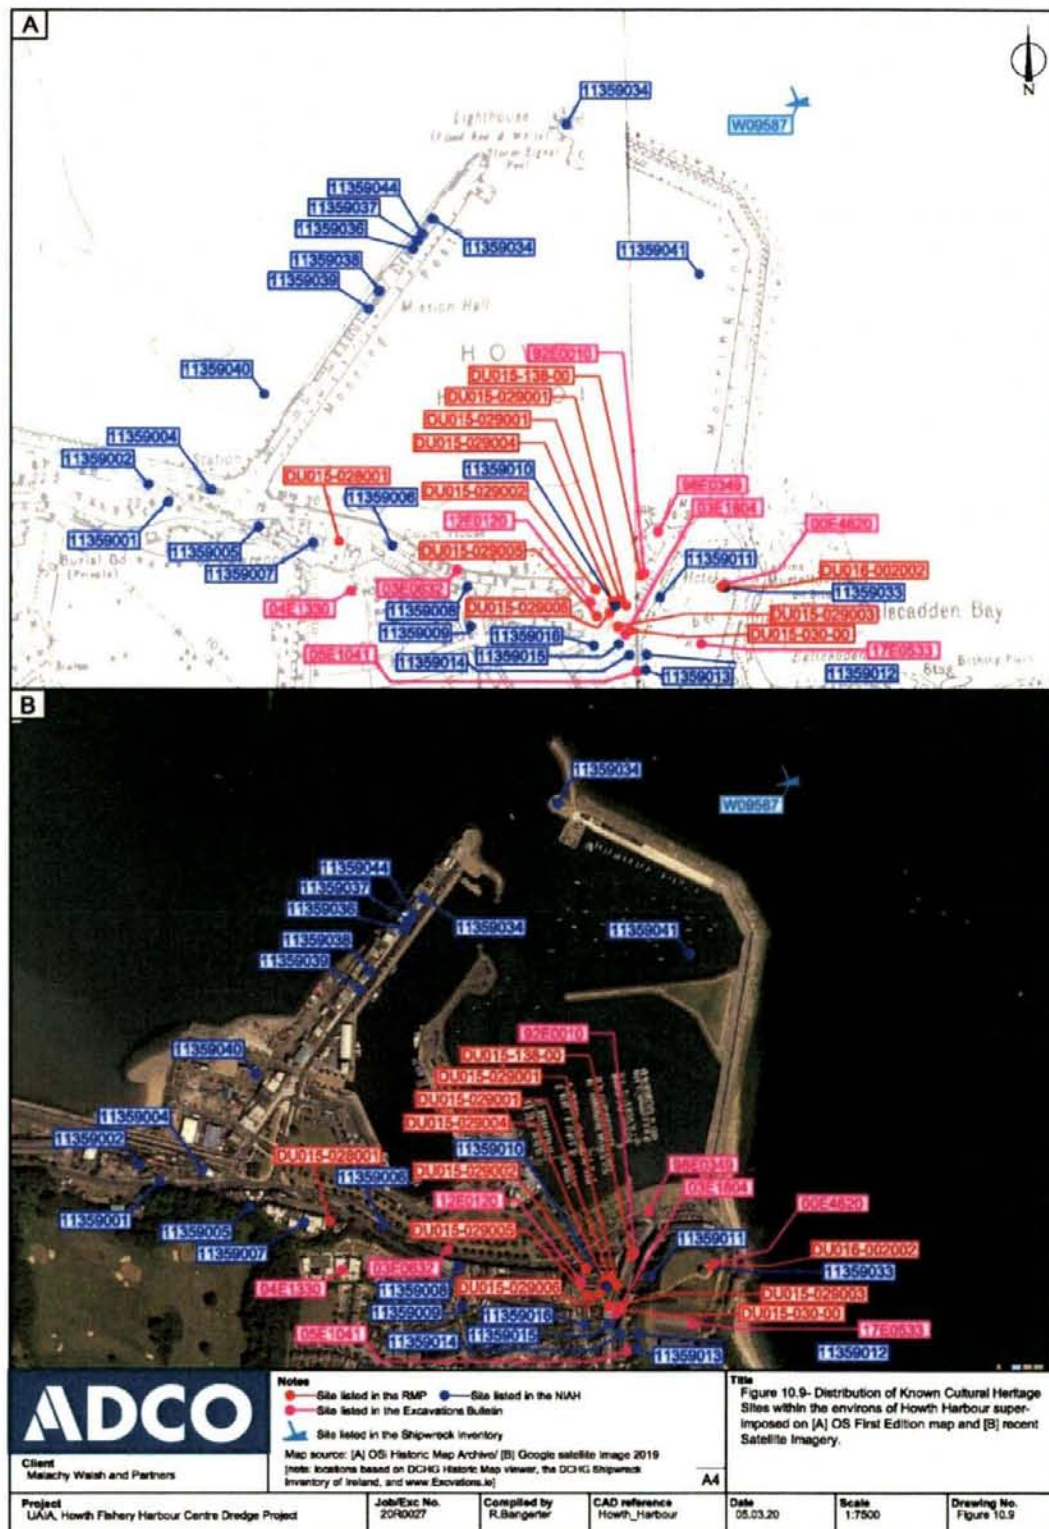 A
N
11359034
Lighthouse
W09587
11359044
11359037
11359036
11359034
11359041
11359038
11359039
Mission Hall
92E0010
DU015-138-00
11359040
DU015-029001
DU015-029001
11359004
DU015-029004
Station
11359002
11359010
DU015-028001
98E0349
11359006
DU015-029002
03E1804
12E0120
00E4620
11359001
11359005
DU015-029005
11359011
11359007
DU016-002002
Burial Gd
(Private)
03E0632
11359033
04E1330
11359008
DU015-029006
DU015-029003
11359009
11359016
DU015-030-00
05E1041
11359015
17E0533
11359014
11359013
11359012
B
11359034
W09587
11359044
11359037
11359036
11359034
11359041
11359038
11359039
92E0010
DU015-138-00
11359040
DU015-029001
DU015-029001
11359004
DU015-029004
11359002
11359010
DU015-028001
98E0349
11359006
DU015-029002
03E1804
12E0120
00E4620
11359001
11359005
DU015-029005
11359011
11359007
DU016-002002
03E0632
11359033
04E1330
11359008
DU015-029006
DU015-029003
11359009
11359016
DU015-030-00
05E1041
11359015
17E0533
11359014
11359013
11359012
ADCO
Client
Malachy Walsh and Partners
Notes
Site listed in the RMP
Site listed in the NIAH
Site listed in the Excavations Bulletin
Site listed in the Shipwreck Inventory
Map source: [A] OSi Historic Map Archive/ [B] Google satellite image 2019
[note: locations based on DCHG Historic Map viewer, the DCHG Shipwreck
Inventory of Ireland, and www.Excvations.ie]
A4
Title
Figure 10.9- Distribution of Known Cultural Heritage
Sites within the environs of Howth Harbour super-
imposed on [A] OS First Edition map and [B] recent
Satellite Imagery.
Project
UAIA, Howth Fishery Harbour Centre Dredge Project
Job/Exc No.
20R0027
Compiled by
R.Bangerter
CAD reference
Howth_Harbour
Date
05.03.20
Scale
1:7500
Drawing No.
Figure 10.9